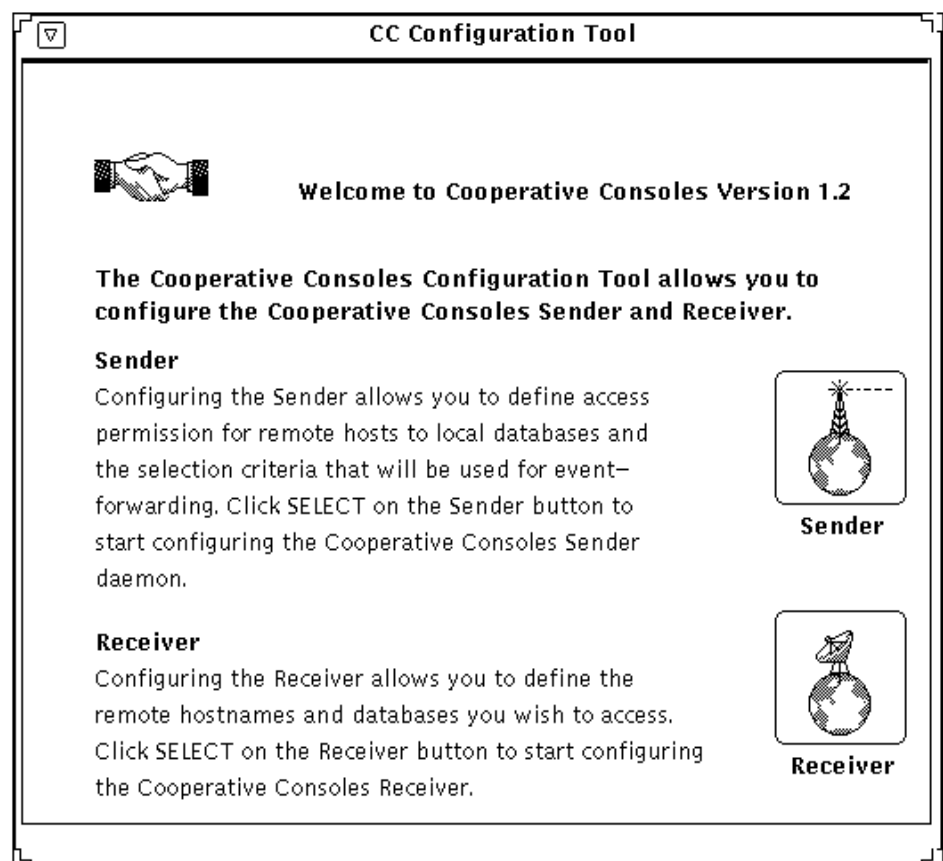 CC Configuration Tool
Welcome to Cooperative Consoles Version 1.2
The Cooperative Consoles Configuration Tool allows you to
configure the Cooperative Consoles Sender and Receiver.
Sender
Configuring the Sender allows you to define access
permission for remote hosts to local databases and
the selection criteria that will be used for event–
forwarding. Click SELECT on the Sender button to
start configuring the Cooperative Consoles Sender
daemon.
Sender
Receiver
Configuring the Receiver allows you to define the
remote hostnames and databases you wish to access.
Click SELECT on the Receiver button to start configuring
the Cooperative Consoles Receiver.
Receiver